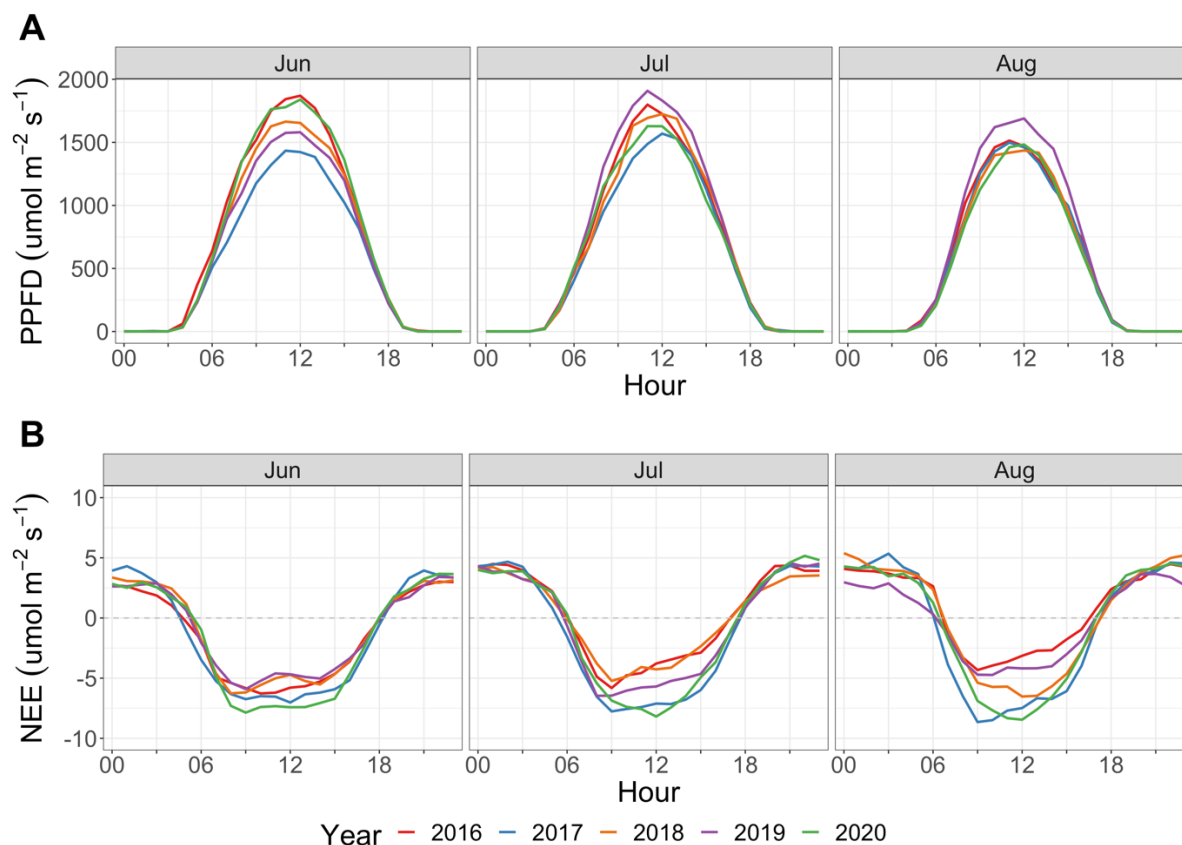 A
Jun Jul Aug
PPFD (umol m⁻² s⁻¹)
2000
1500
1000
500
0
00 06 12 18 00 06 12 18 00 06 12 18
Hour
B
Jun Jul Aug
NEE (umol m⁻² s⁻¹)
10
5
0
-5
-10
00 06 12 18 00 06 12 18 00 06 12 18
Hour
Year 2016 2017 2018 2019 2020